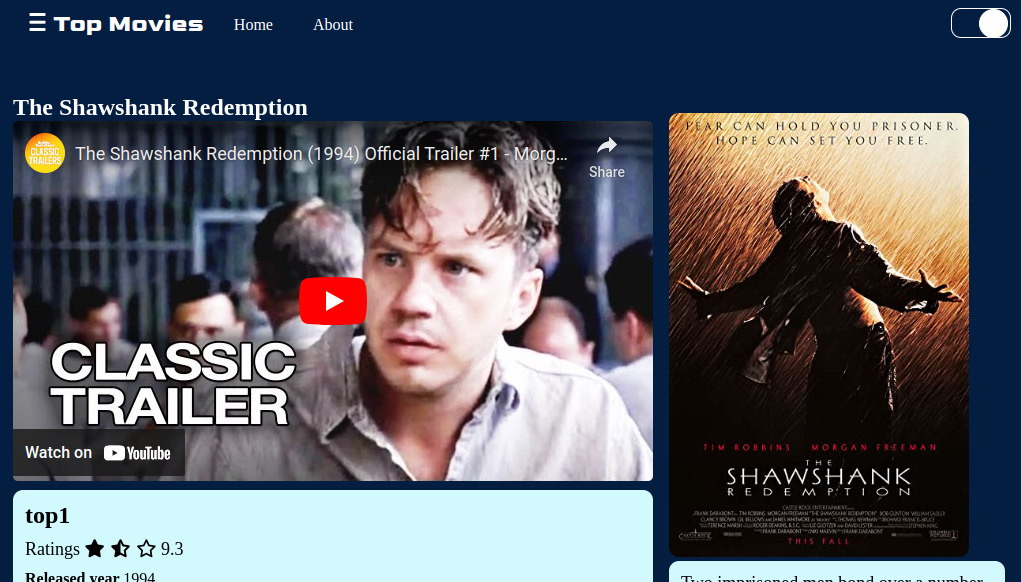 Top Movies
Home
About
The Shawshank Redemption
CLASSIC TRAILERS
The Shawshank Redemption (1994) Official Trailer #1 - Morg...
Share
CLASSIC
TRAILER
Watch on YouTube
top1
Ratings 9.3
Released year 1994
FEAR CAN HOLD YOU PRISONER.
HOPE CAN SET YOU FREE.
TIM ROBBINS MORGAN FREEMAN
THE
SHAWSHANK
REDEMPTION
THIS FALL
Two imprisoned men bond over a number